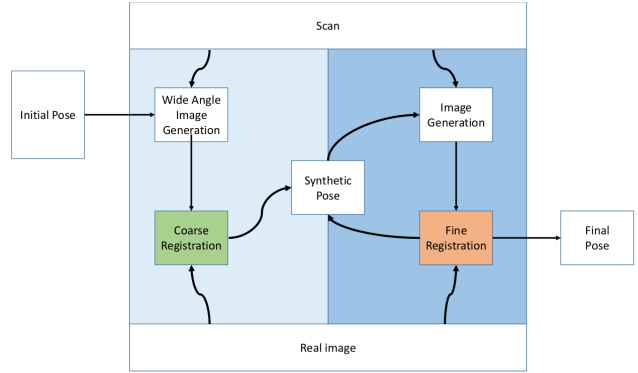 Scan
Initial Pose
Wide Angle
Image
Generation
Image
Generation
Synthetic
Pose
Coarse
Registration
Fine
Registration
Final
Pose
Real image